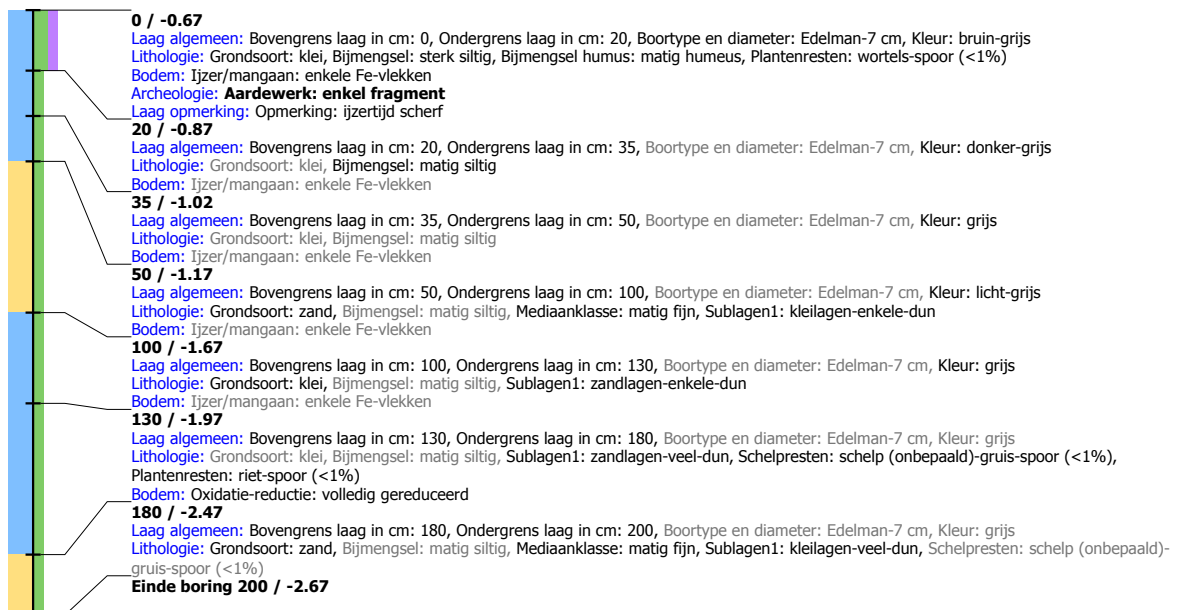 0 / -0.67
Laag algemeen: Bovengrens laag in cm: 0, Ondergrens laag in cm: 20, Boortype en diameter: Edelman-7 cm, Kleur: bruin-grijs
Lithologie: Grondsoort: klei, Bijmengsel: sterk siltig, Bijmengsel humus: matig humeus, Plantenresten: wortels-spoor (<1%)
Bodem: Ijzer/mangaan: enkele Fe-vlekken
Archeologie: Aardewerk: enkel fragment
Laag opmerking: Opmerking: ijzertijd scherf
20 / -0.87
Laag algemeen: Bovengrens laag in cm: 20, Ondergrens laag in cm: 35, Boortype en diameter: Edelman-7 cm, Kleur: donker-grijs
Lithologie: Grondsoort: klei, Bijmengsel: matig siltig
Bodem: Ijzer/mangaan: enkele Fe-vlekken
35 / -1.02
Laag algemeen: Bovengrens laag in cm: 35, Ondergrens laag in cm: 50, Boortype en diameter: Edelman-7 cm, Kleur: grijs
Lithologie: Grondsoort: klei, Bijmengsel: matig siltig
Bodem: Ijzer/mangaan: enkele Fe-vlekken
50 / -1.17
Laag algemeen: Bovengrens laag in cm: 50, Ondergrens laag in cm: 100, Boortype en diameter: Edelman-7 cm, Kleur: licht-grijs
Lithologie: Grondsoort: zand, Bijmengsel: matig siltig, Mediaanklasse: matig fijn, Sublagen1: kleilagen-enkele-dun
Bodem: Ijzer/mangaan: enkele Fe-vlekken
100 / -1.67
Laag algemeen: Bovengrens laag in cm: 100, Ondergrens laag in cm: 130, Boortype en diameter: Edelman-7 cm, Kleur: grijs
Lithologie: Grondsoort: klei, Bijmengsel: matig siltig, Sublagen1: zandlagen-enkele-dun
Bodem: Ijzer/mangaan: enkele Fe-vlekken
130 / -1.97
Laag algemeen: Bovengrens laag in cm: 130, Ondergrens laag in cm: 180, Boortype en diameter: Edelman-7 cm, Kleur: grijs
Lithologie: Grondsoort: klei, Bijmengsel: matig siltig, Sublagen1: zandlagen-veel-dun, Schelpresten: schelp (onbepaald)-gruis-spoor (<1%),
Plantenresten: riet-spoor (<1%)
Bodem: Oxidatie-reductie: volledig gereduceerd
180 / -2.47
Laag algemeen: Bovengrens laag in cm: 180, Ondergrens laag in cm: 200, Boortype en diameter: Edelman-7 cm, Kleur: grijs
Lithologie: Grondsoort: zand, Bijmengsel: matig siltig, Mediaanklasse: matig fijn, Sublagen1: kleilagen-veel-dun, Schelpresten: schelp (onbepaald)-
gruis-spoor (<1%)
Einde boring 200 / -2.67